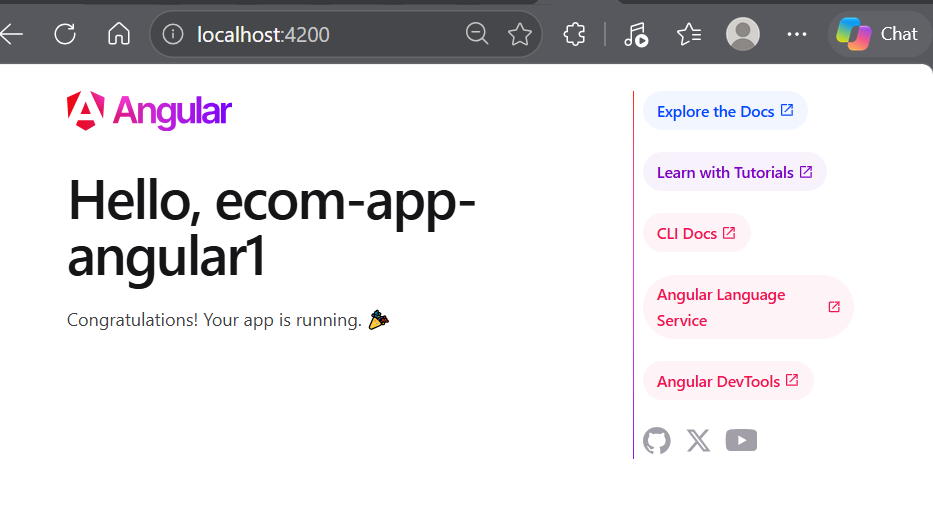 localhost:4200
Chat
Angular
Hello, ecom-app-
angular1
Congratulations! Your app is running. 🎉
Explore the Docs
Learn with Tutorials
CLI Docs
Angular Language
Service
Angular DevTools